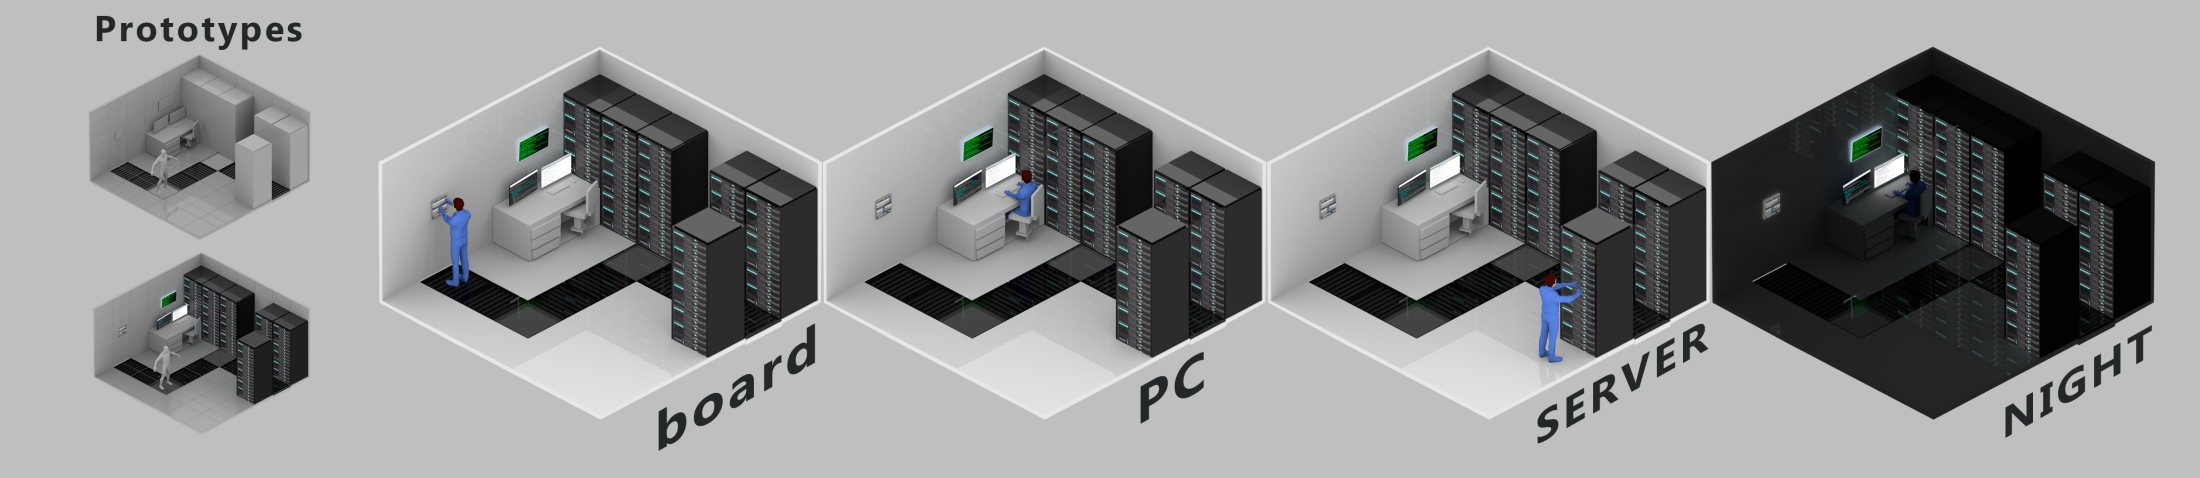 Prototypes
board
PC
SERVER
NIGHT